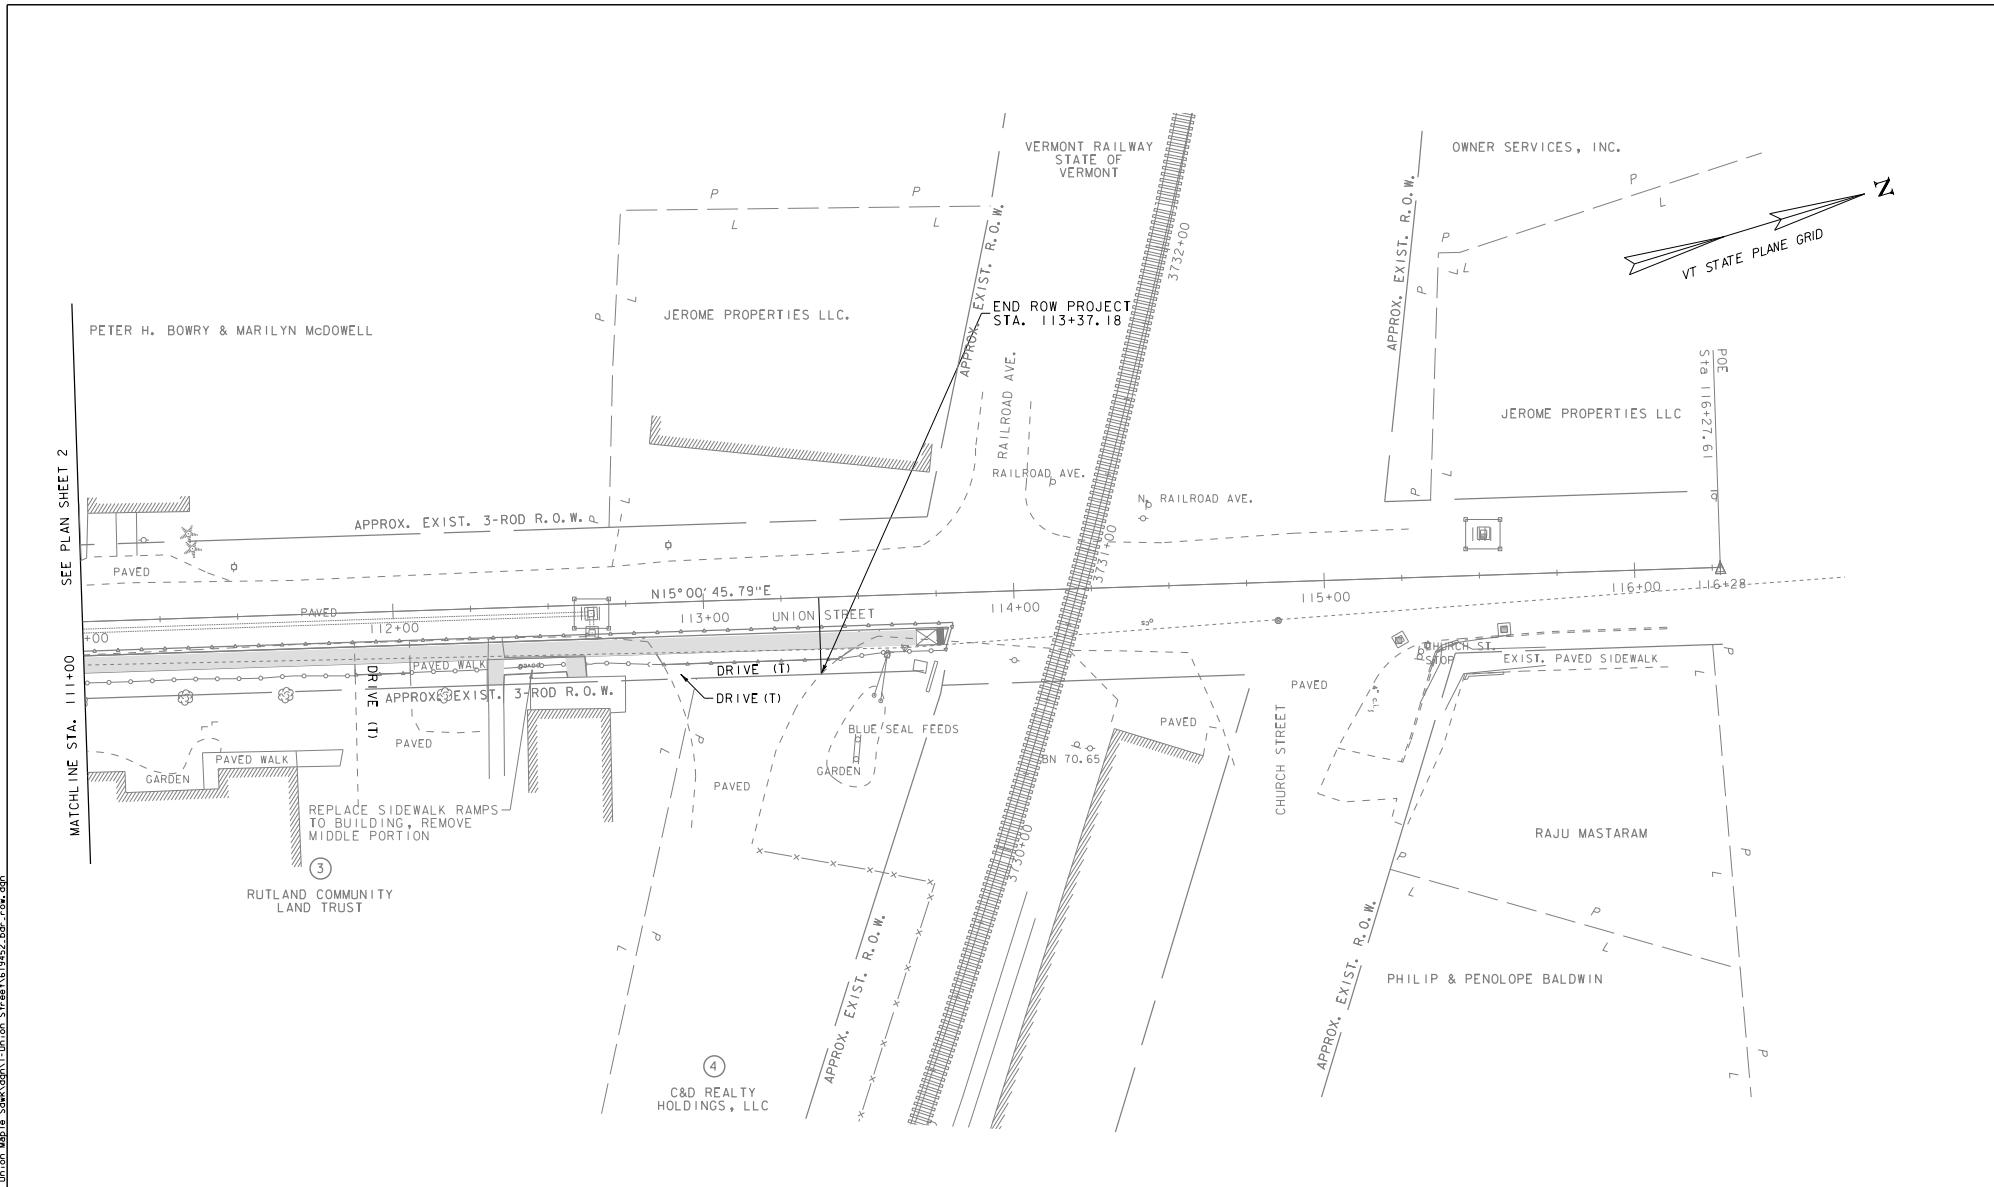 VERMONT RAILWAY
STATE OF
VERMONT
OWNER SERVICES, INC.
N
VT STATE PLANE GRID
P
P
L
L
P
L
P
L
L
P
L
APPROX. EXIST. R.O.W.
3732+00
APPROX. EXIST. R.O.W.
P
END ROW PROJECT
STA. 113+37.18
JEROME PROPERTIES LLC.
PETER H. BOWRY & MARILYN McDOWELL
P
L
RAILROAD AVE.
POE
Sta 116+27.61
JEROME PROPERTIES LLC
SEE PLAN SHEET 2
MATCHLINE STA. 111+00
RAILROAD AVE.
N. RAILROAD AVE.
L
P
L
P
APPROX. EXIST. 3-ROD R.O.W.
PAVED
3731+00
N15°00'45.79"E
PAVED
112+00
113+00
UNION STREET
114+00
115+00
116+00
116+28
+00
PAVED WALK
DRIVE (T)
DRIVE (T)
DRIVE (T)
APPROX. EXIST. 3-ROD R.O.W.
CHURCH ST.
STOP
EXIST. PAVED SIDEWALK
P
L
PAVED
PAVED
BLUE SEAL FEEDS
PAVED
GARDEN
PAVED WALK
PAVED
GARDEN
BN 70.65
CHURCH STREET
L
P
REPLACE SIDEWALK RAMPS
TO BUILDING, REMOVE
MIDDLE PORTION
3
RUTLAND COMMUNITY
LAND TRUST
RAJU MASTARAM
3730+00
P
L
P
L
P
L
L
P
APPROX. EXIST. R.O.W.
APPROX. EXIST. R.O.W.
PHILIP & PENOLOPE BALDWIN
P
L
4
C&D REALTY
HOLDINGS, LLC